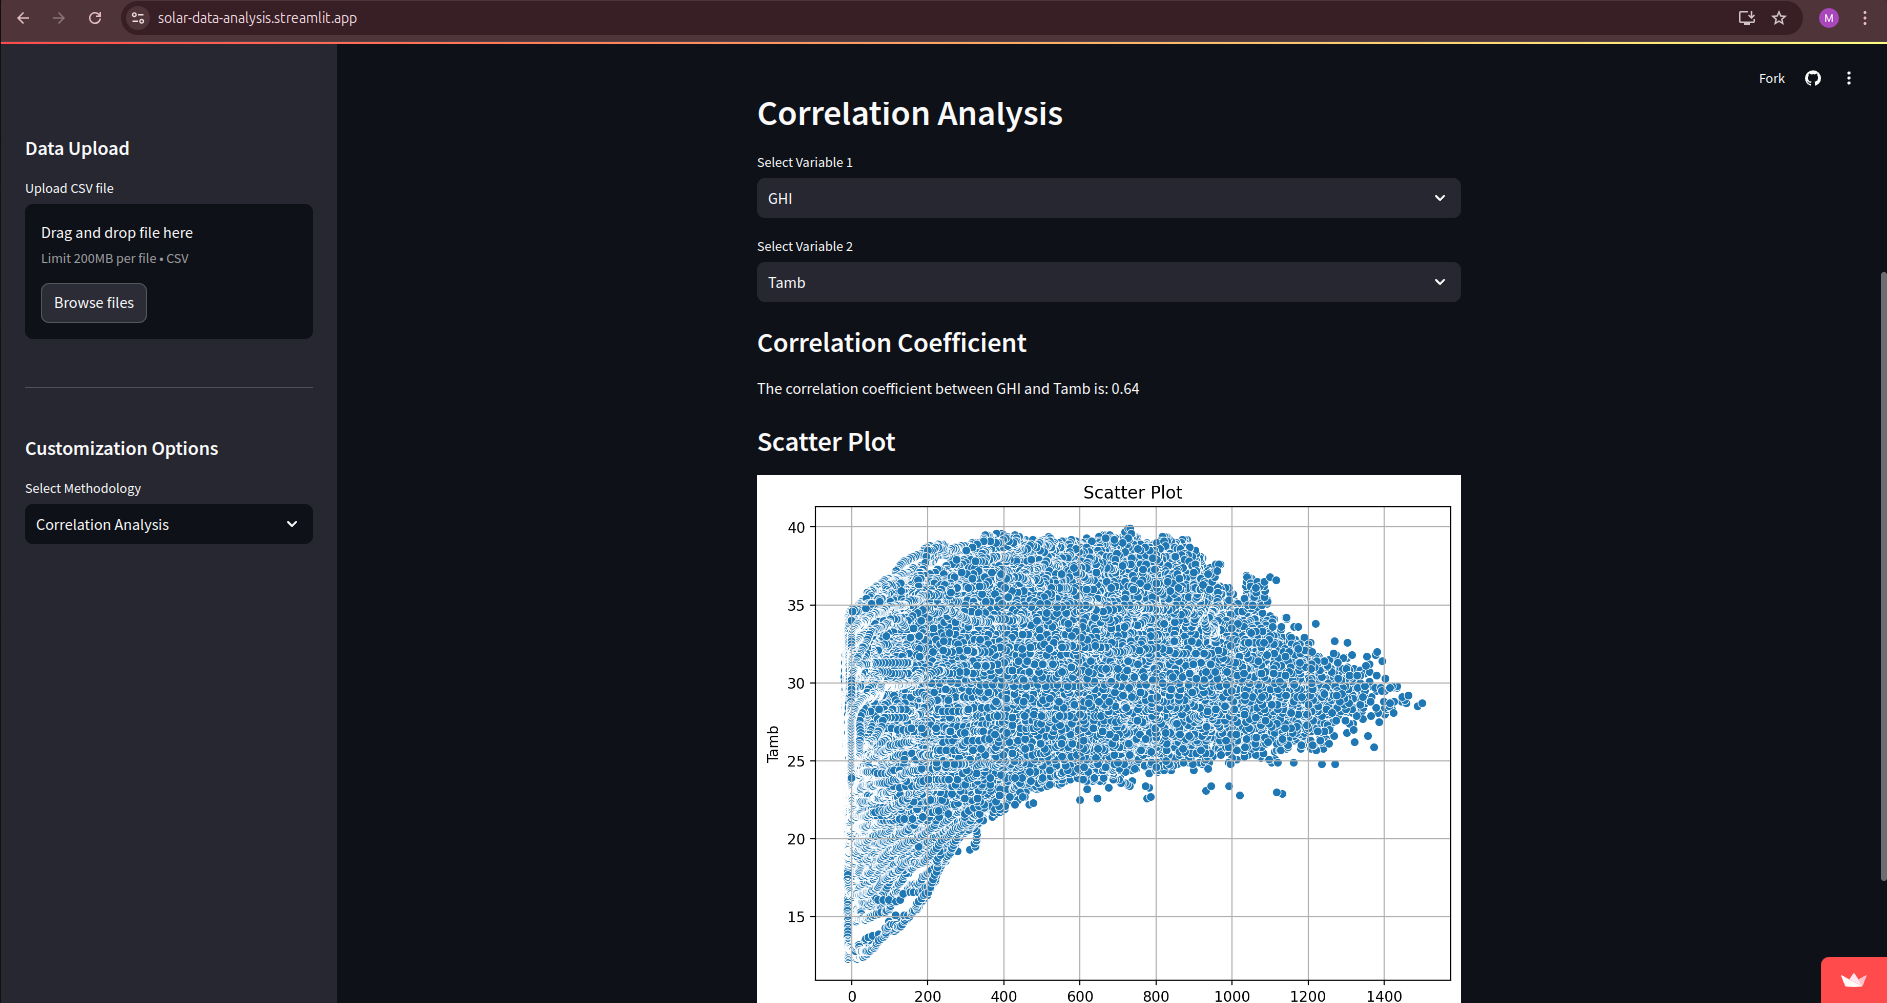 solar-data-analysis.streamlit.app
M
Fork
Data Upload
Upload CSV file
Drag and drop file here
Limit 200MB per file • CSV
Browse files
Customization Options
Select Methodology
Correlation Analysis
Correlation Analysis
Select Variable 1
GHI
Select Variable 2
Tamb
Correlation Coefficient
The correlation coefficient between GHI and Tamb is: 0.64
Scatter Plot
Scatter Plot
40
35
30
25
20
15
Tamb
0 200 400 600 800 1000 1200 1400